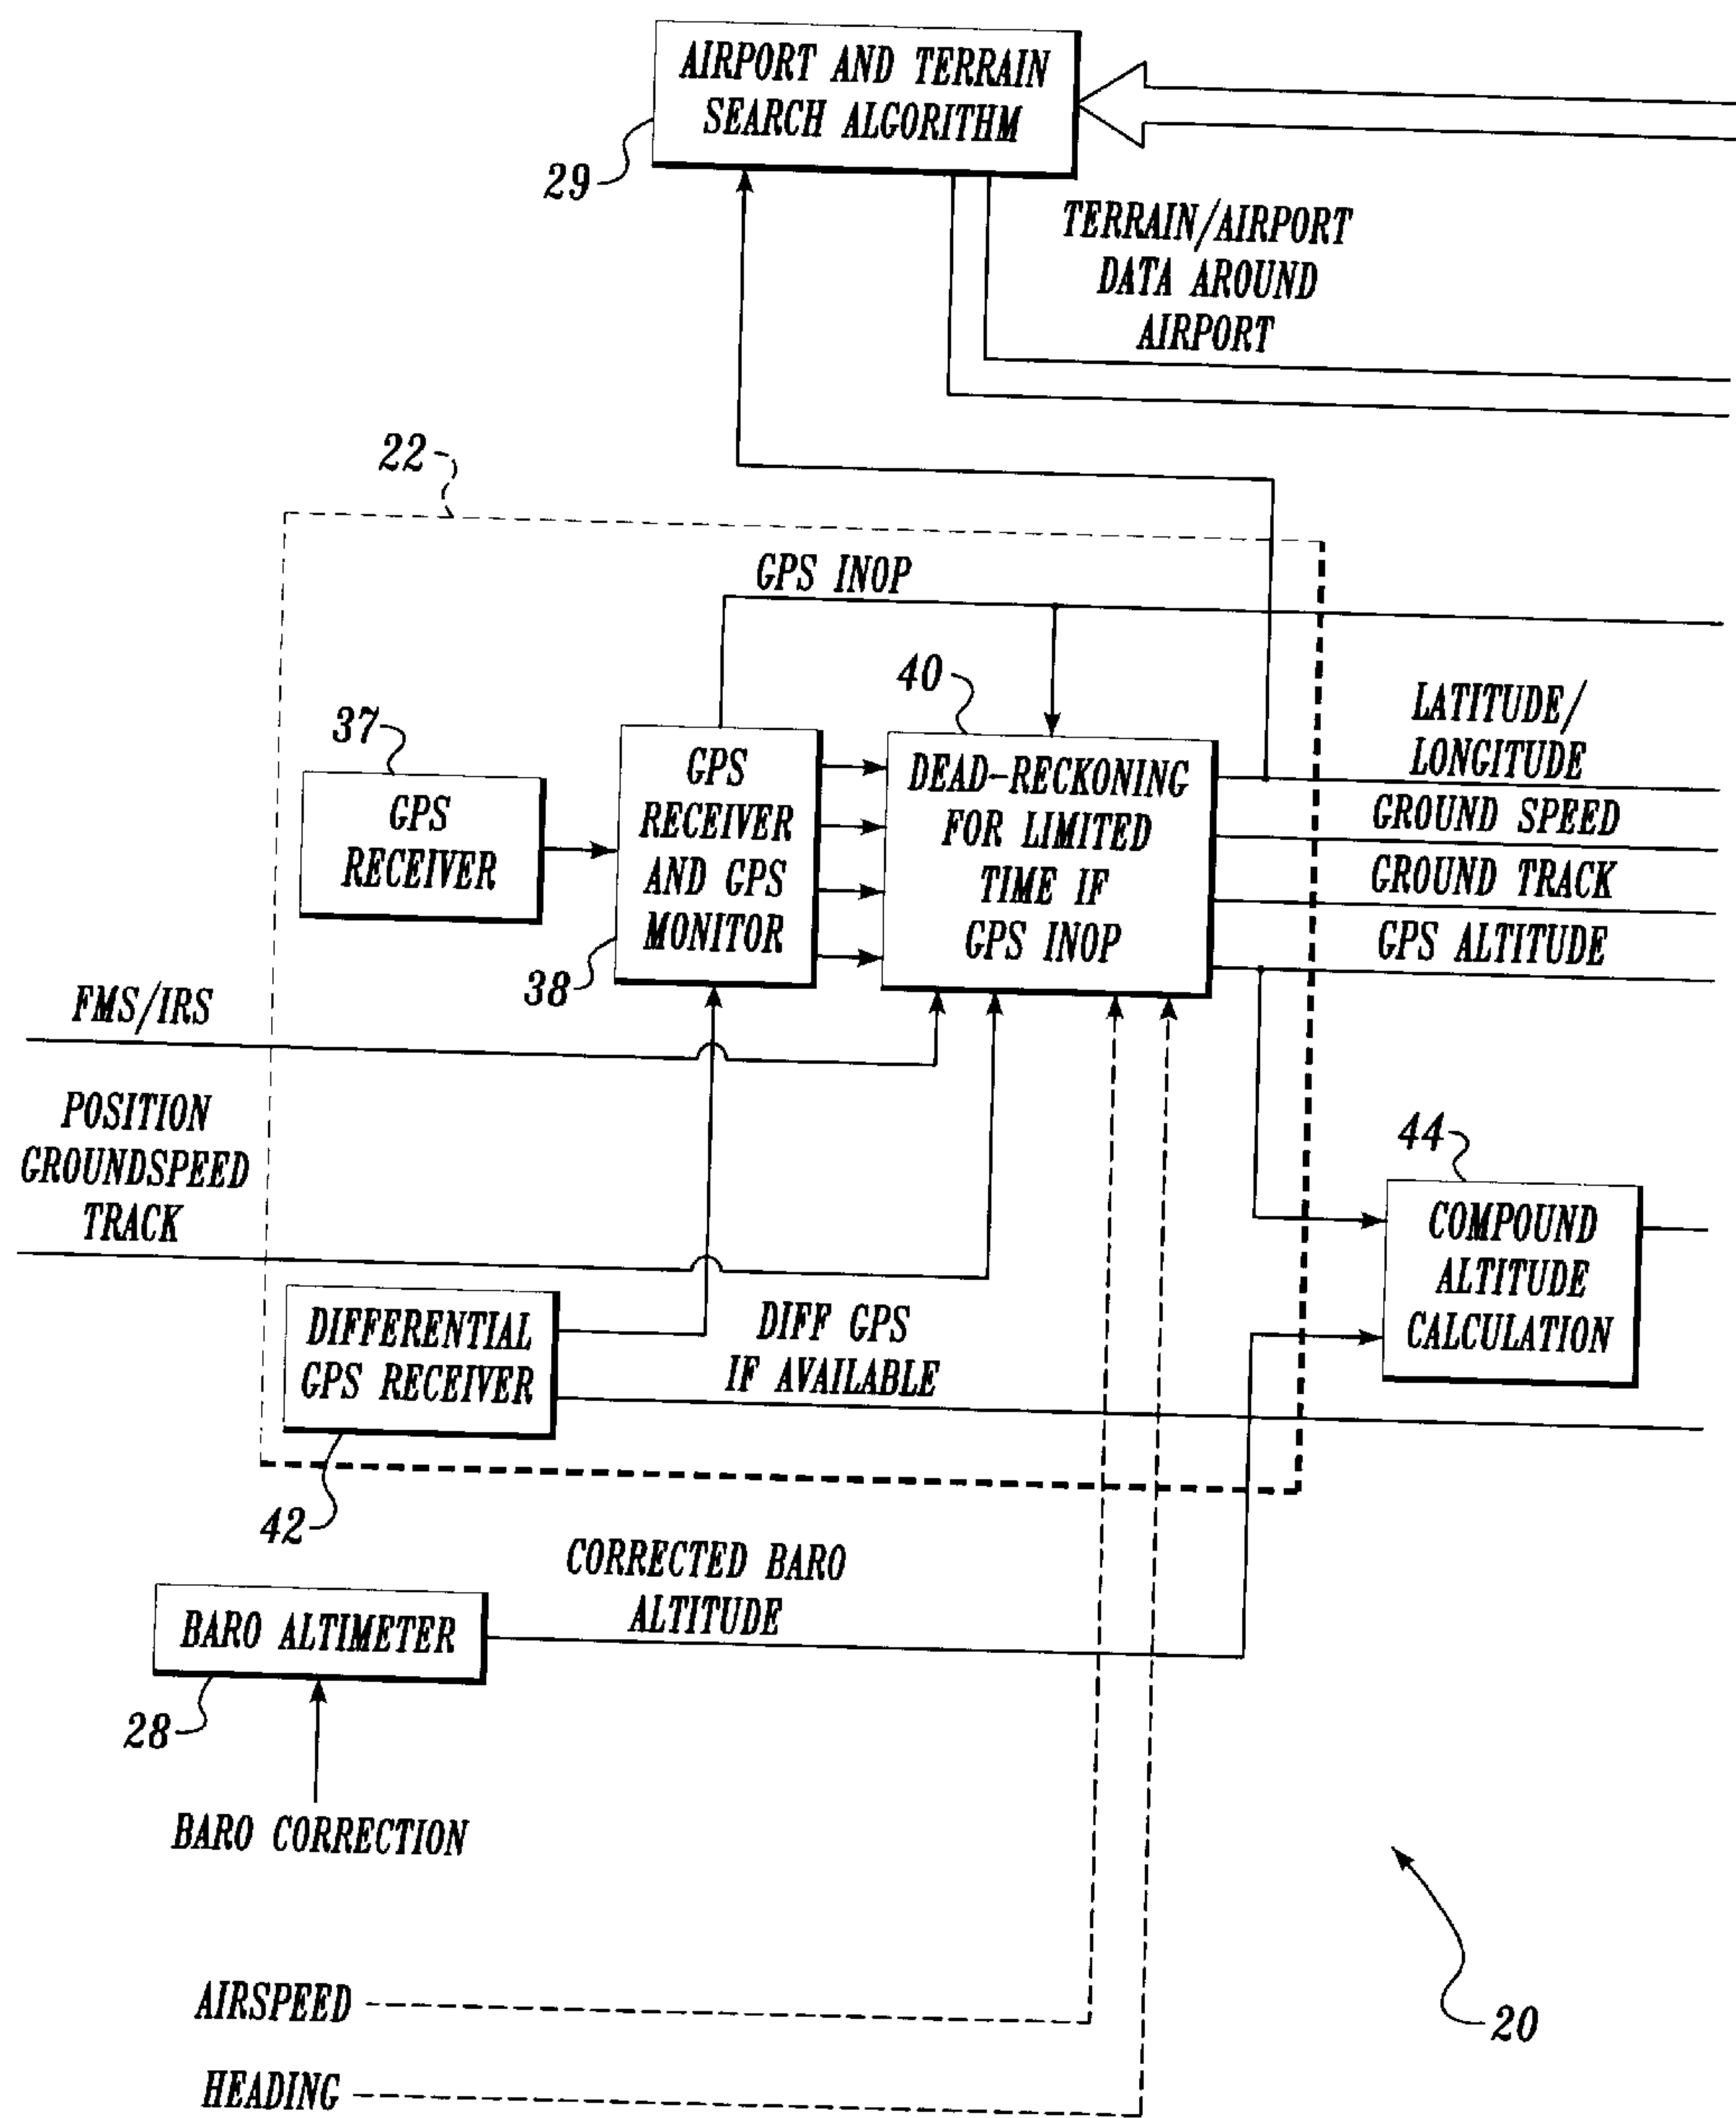 AIRPORT AND TERRAIN
SEARCH ALGORITHM
29
TERRAIN/AIRPORT
DATA AROUND
AIRPORT
22
GPS INOP
40
37
GPS
RECEIVER
GPS
RECEIVER
AND GPS
MONITOR
38
DEAD-RECKONING
FOR LIMITED
TIME IF
GPS INOP
LATITUDE/
LONGITUDE
GROUND SPEED
GROUND TRACK
GPS ALTITUDE
FMS/IRS
POSITION
GROUNDSPEED
TRACK
44
COMPOUND
ALTITUDE
CALCULATION
DIFFERENTIAL
GPS RECEIVER
DIFF GPS
IF AVAILABLE
42
CORRECTED BARO
ALTITUDE
BARO ALTIMETER
28
BARO CORRECTION
AIRSPEED
HEADING
20